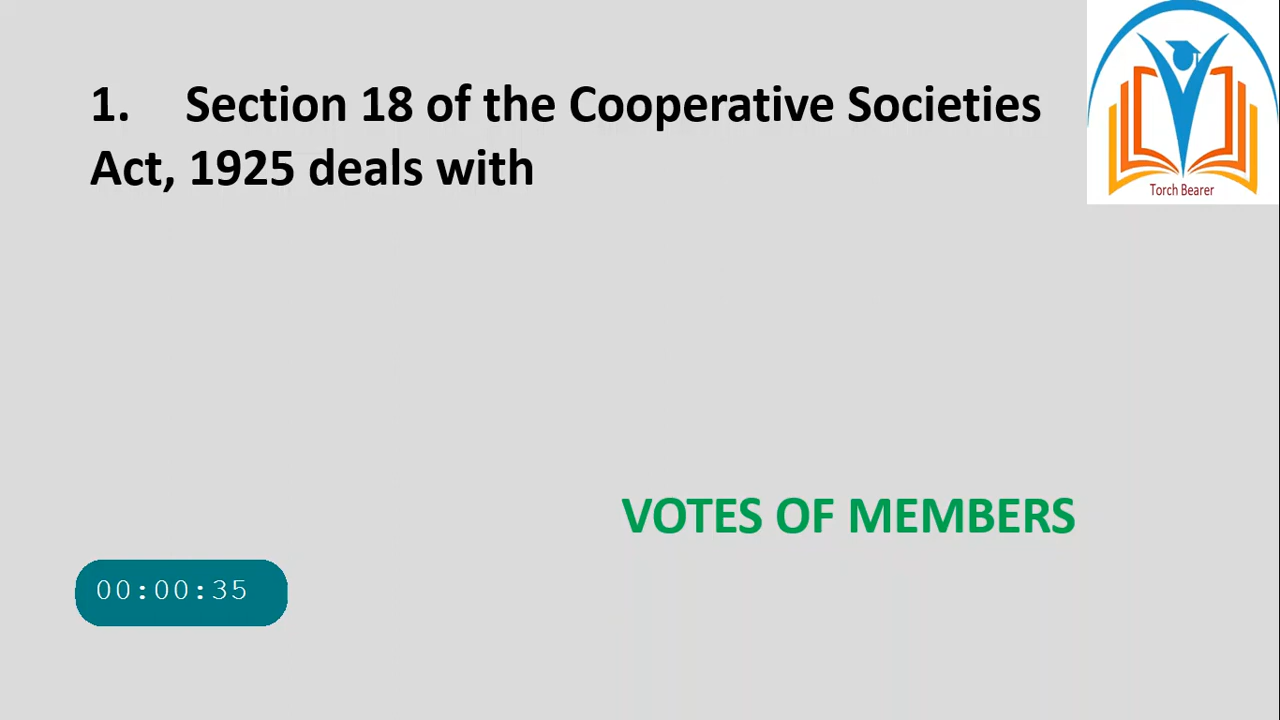 1. Section 18 of the Cooperative Societies
Act, 1925 deals with
Torch Bearer
VOTES OF MEMBERS
00:00:35